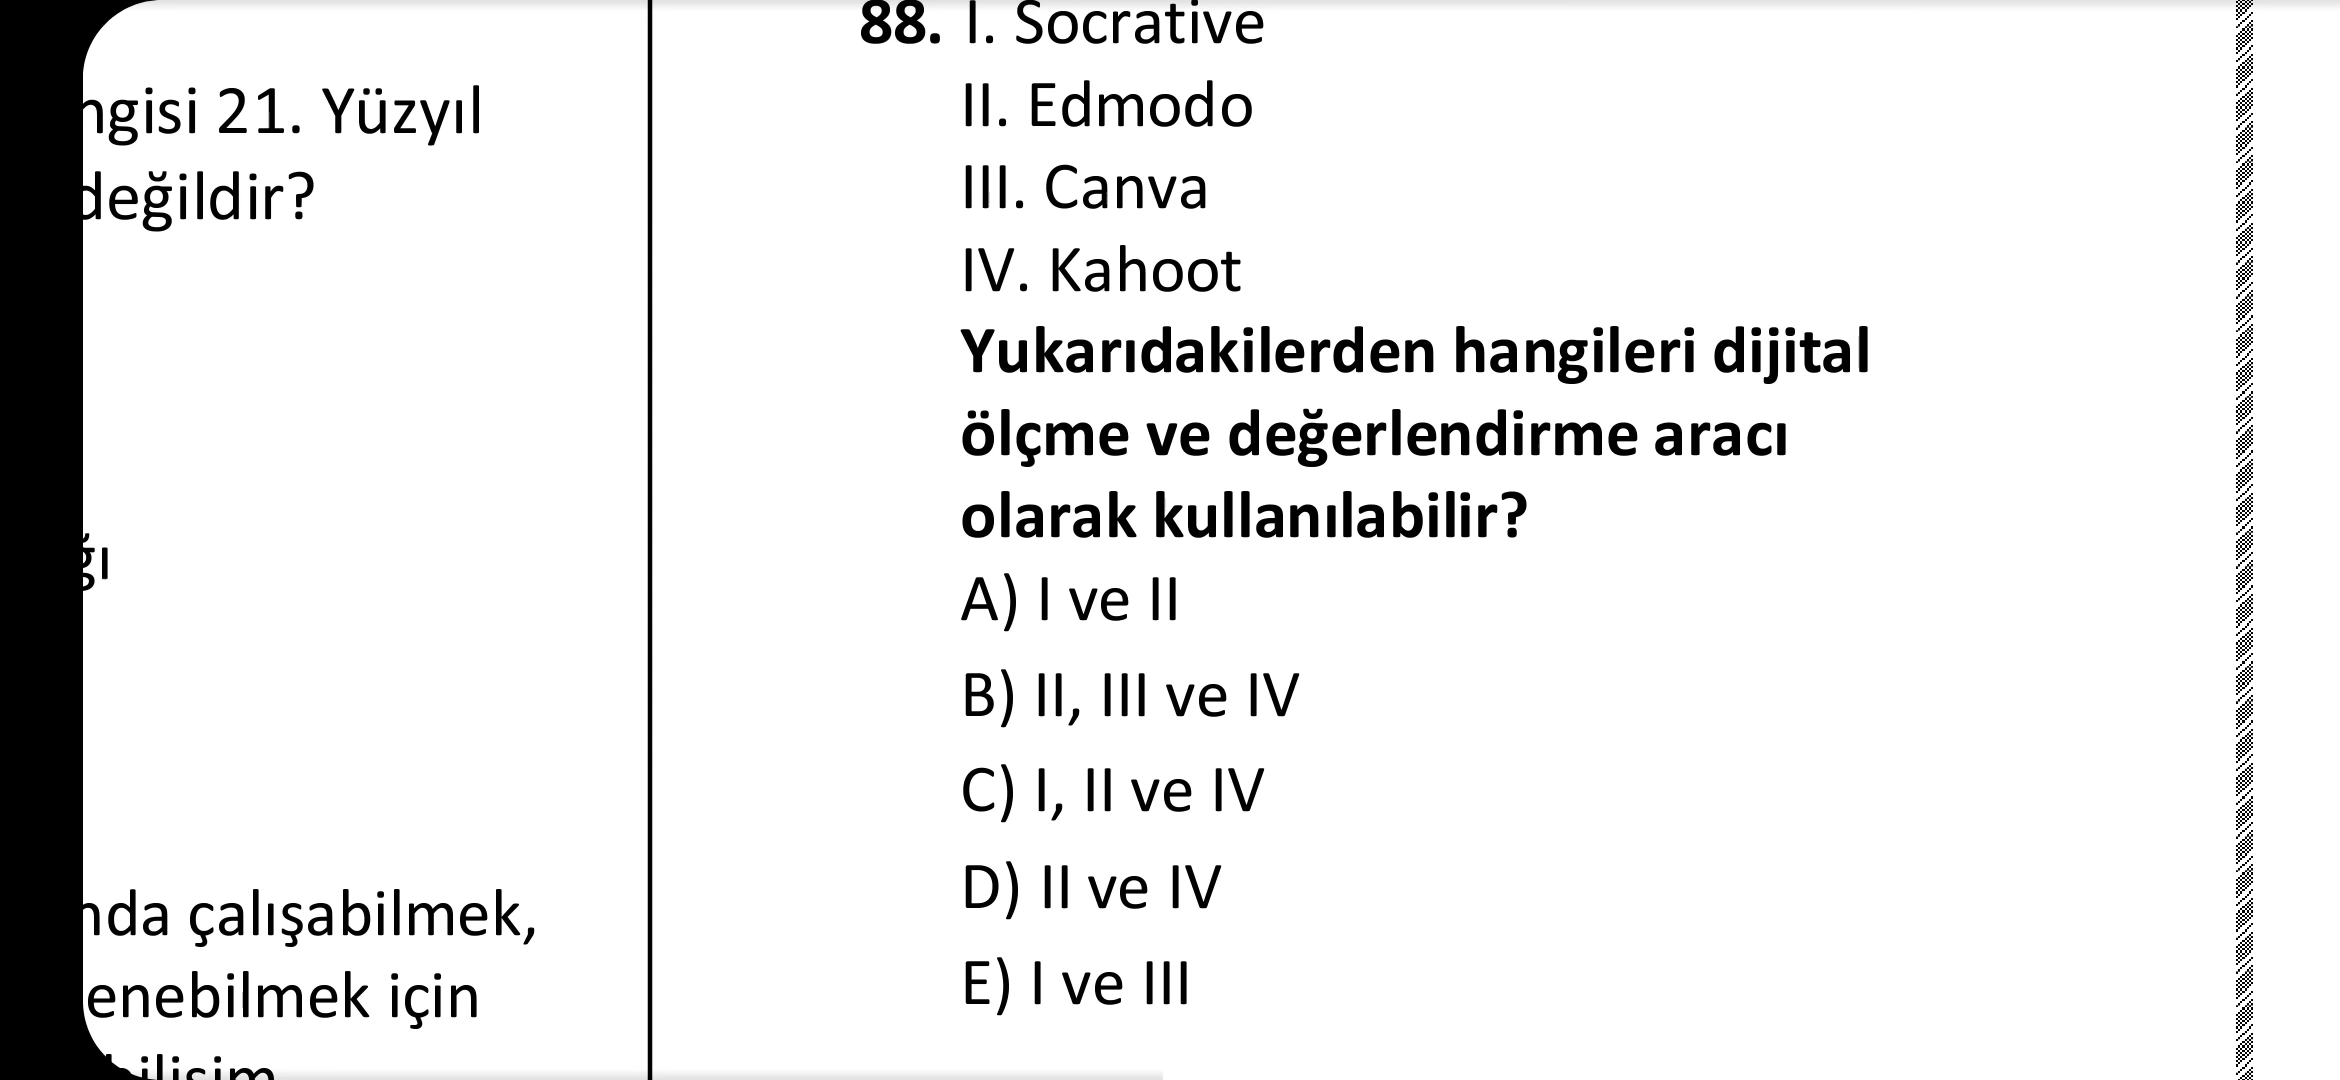 ngisi 21. Yüzyıl
değildir?
ğı
nda çalışabilmek,
enebilmek için
bilişim
88. I. Socrative
II. Edmodo
III. Canva
IV. Kahoot
Yukarıdakilerden hangileri dijital
ölçme ve değerlendirme aracı
olarak kullanılabilir?
A) I ve II
B) II, III ve IV
C) I, II ve IV
D) II ve IV
E) I ve III